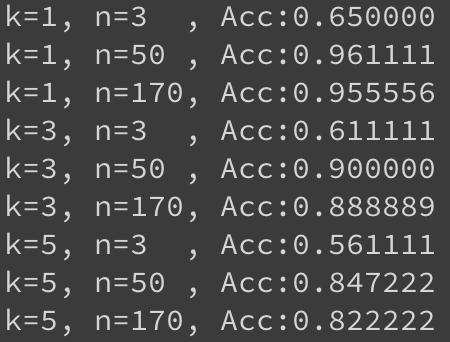 k=1, n=3  , Acc:0.650000
k=1, n=50 , Acc:0.961111
k=1, n=170, Acc:0.955556
k=3, n=3  , Acc:0.611111
k=3, n=50 , Acc:0.900000
k=3, n=170, Acc:0.888889
k=5, n=3  , Acc:0.561111
k=5, n=50 , Acc:0.847222
k=5, n=170, Acc:0.822222